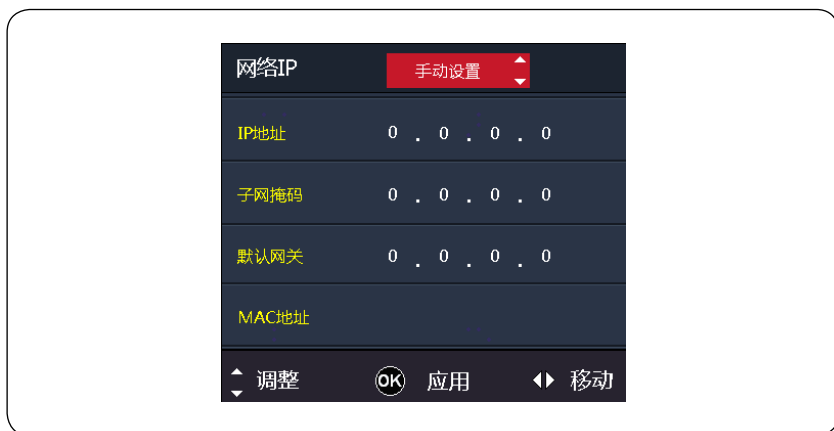 网络IP 手动设置
IP地址 0 . 0 . 0 . 0
子网掩码 0 . 0 . 0 . 0
默认网关 0 . 0 . 0 . 0
MAC地址
调整 OK 应用 移动